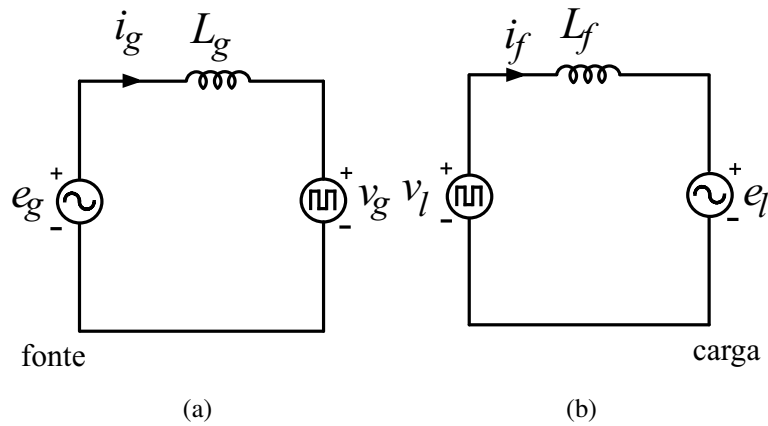 i_g L_g
e_g
+
-
+
-
v_g
fonte
(a)
i_f L_f
v_l
+
-
+
-
e_l
carga
(b)